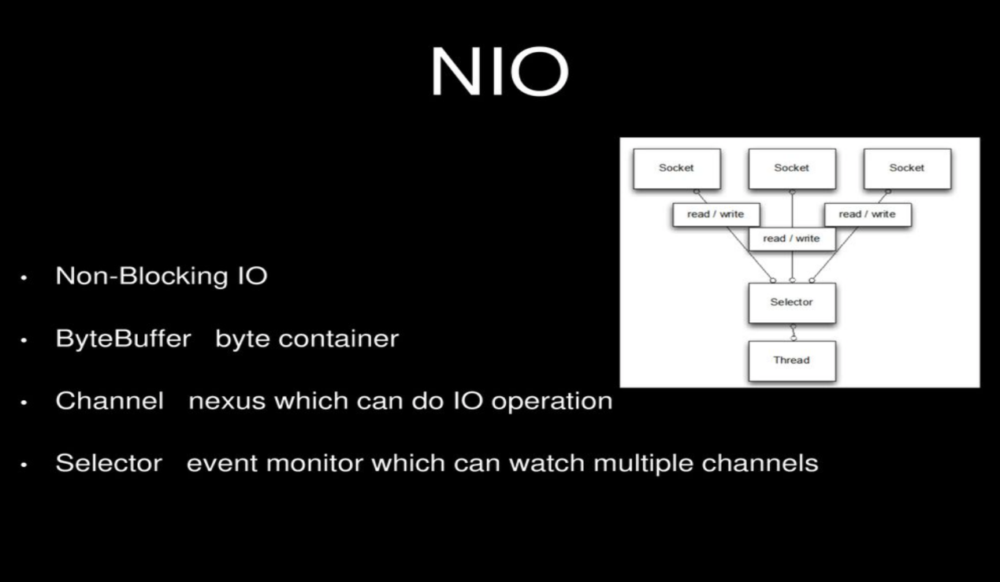 NIO
Socket Socket Socket
read / write read / write
read / write
Selector
Thread
• Non-Blocking IO
• ByteBuffer byte container
• Channel nexus which can do IO operation
• Selector event monitor which can watch multiple channels